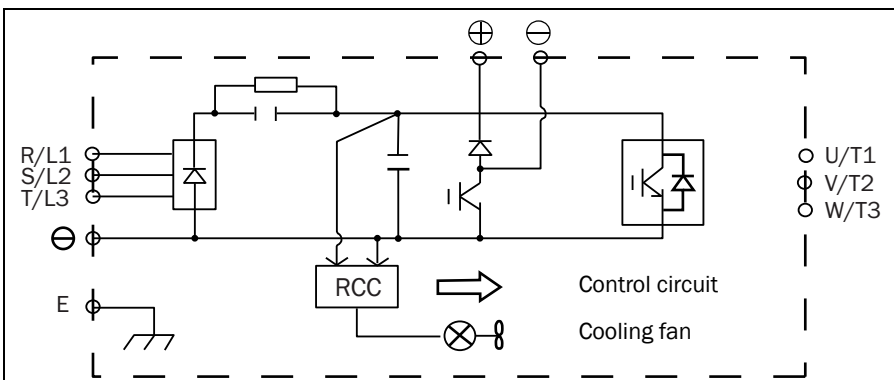 R/L1
S/L2
T/L3
E
RCC
Control circuit
Cooling fan
U/T1
V/T2
W/T3